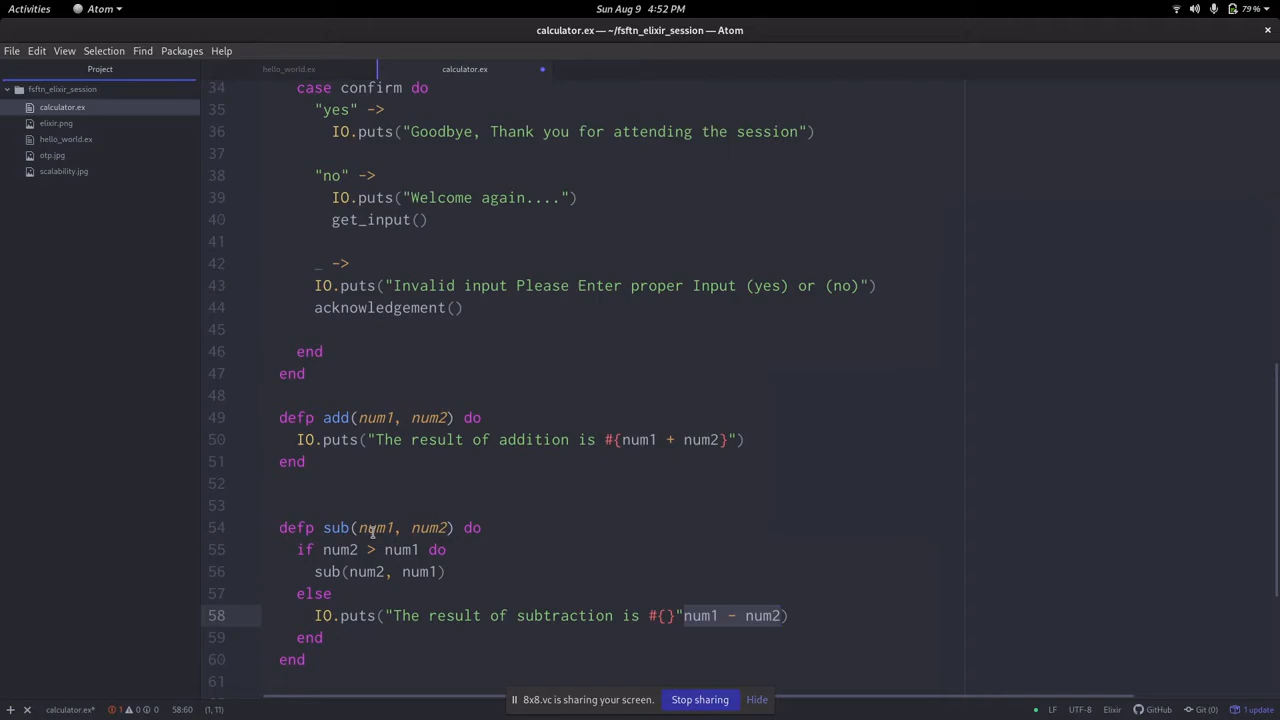 Atom
Sun Aug 9 4:52 PM
79 %
calculator.ex — ~/fsftn_elixir_session — Atom
File Edit View Selection Find Packages Help
Project
hello_world.ex
calculator.ex
fsftn_elixir_session
calculator.ex
elixir.png
hello_world.ex
otp.jpg
scalability.jpg
34 case confirm do
35 "yes" ->
36 IO.puts("Goodbye, Thank you for attending the session")
37
38 "no" ->
39 IO.puts("Welcome again....")
40 get_input()
41
42 _ ->
43 IO.puts("Invalid input Please Enter proper Input (yes) or (no)")
44 acknowledgement()
45
46 end
47 end
48
49 defp add(num1, num2) do
50 IO.puts("The result of addition is #{num1 + num2}")
51 end
52
53
54 defp sub(num1, num2) do
55 if num2 > num1 do
56 sub(num2, num1)
57 else
58 IO.puts("The result of subtraction is #{}"num1 - num2)
59 end
60 end
61
8x8.vc is sharing your screen.
Stop sharing
Hide
calculator.ex* 1 0 0 58:60 (1, 11)
LF UTF-8 Elixir GitHub Git (0) 1 update